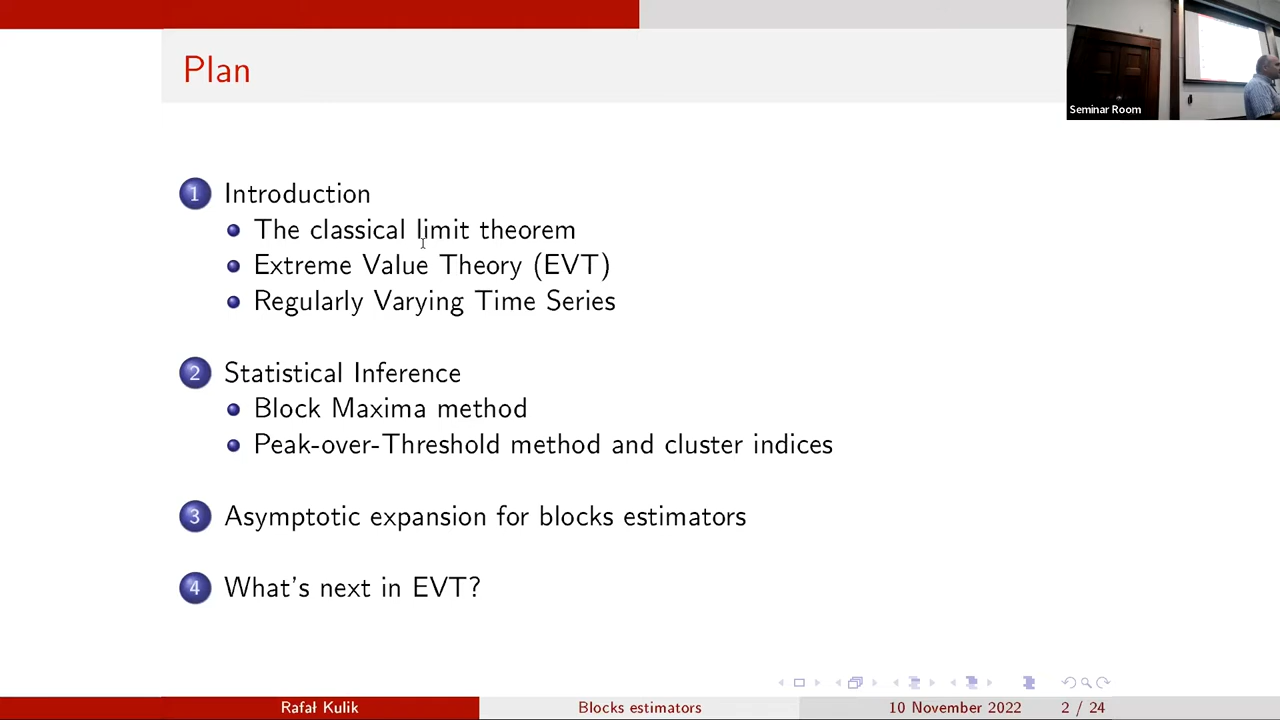 Plan
Seminar Room
1 Introduction
The classical limit theorem
Extreme Value Theory (EVT)
Regularly Varying Time Series
2 Statistical Inference
Block Maxima method
Peak-over-Threshold method and cluster indices
3 Asymptotic expansion for blocks estimators
4 What's next in EVT?
Rafał Kulik Blocks estimators 10 November 2022 2 / 24